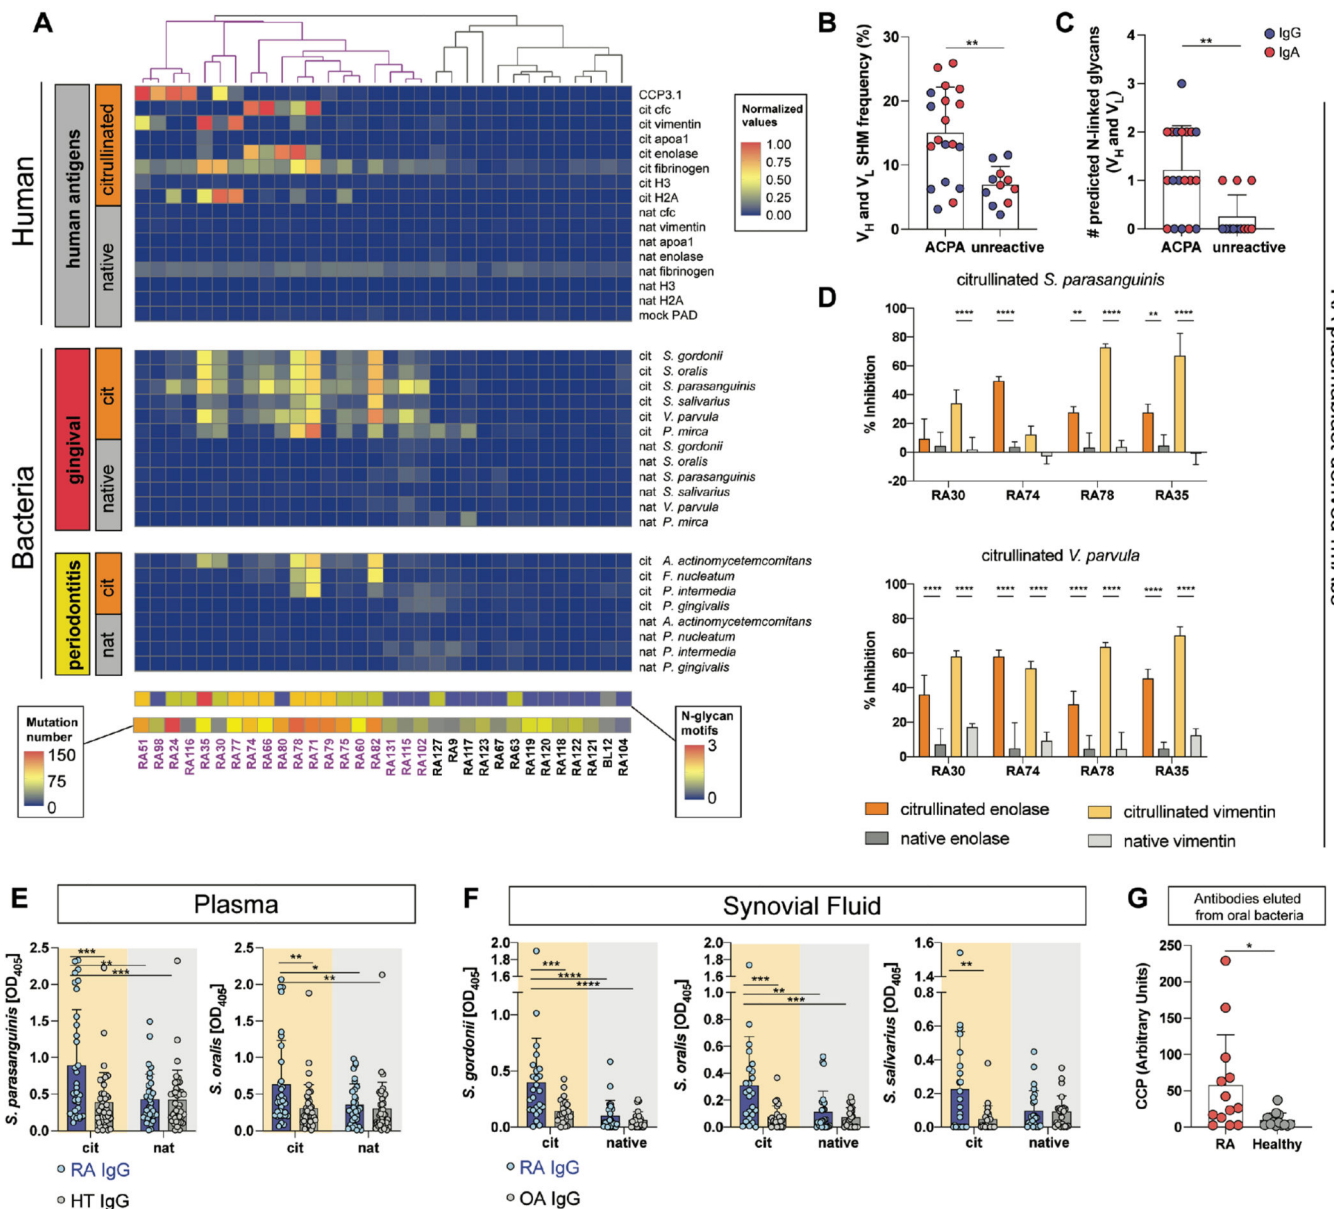 A
Human
human antigens
citrullinated
native
CCP3.1
cit cfc
cit vimentin
cit apoa1
cit enolase
cit fibrinogen
cit H3
cit H2A
nat cfc
nat vimentin
nat apoa1
nat enolase
nat fibrinogen
nat H3
nat H2A
mock PAD
Normalized
values
1.00
0.75
0.50
0.25
0.00
Bacteria
gingival
cit
native
cit S. gordonii
cit S. oralis
cit S. parasanguinis
cit S. salivarius
cit V. parvula
cit P. mirca
nat S. gordonii
nat S. oralis
nat S. parasanguinis
nat S. salivarius
nat V. parvula
nat P. mirca
periodontitis
cit
nat
cit A. actinomycetemcomitans
cit F. nucleatum
cit P. intermedia
cit P. gingivalis
nat A. actinomycetemcomitans
nat P. nucleatum
nat P. intermedia
nat P. gingivalis
Mutation
number
150
75
0
N-glycan
motifs
3
0
RA51
RA98
RA24
RA116
RA35
RA30
RA77
RA74
RA66
RA80
RA78
RA71
RA79
RA75
RA60
RA82
RA131
RA115
RA102
RA127
RA9
RA117
RA123
RA67
RA63
RA119
RA120
RA118
RA122
RA121
BL12
RA104
B
VH and VL SHM frequency (%)
30
20
10
0
**
ACPA unreactive
C
# predicted N-linked glycans
(VH and VL)
4
3
2
1
0
**
IgG
IgA
ACPA unreactive
D
citrullinated S. parasanguinis
% Inhibition
100
80
60
40
20
0
-20
**** **** ** **** ** ****
RA30 RA74 RA78 RA35
citrullinated V. parvula
% Inhibition
100
80
60
40
20
0
**** **** **** **** **** **** **** ****
RA30 RA74 RA78 RA35
citrullinated enolase
citrullinated vimentin
native enolase
native vimentin
E
Plasma
S. parasanguinis [OD405]
2.5
2.0
1.5
1.0
0.5
0.0
***
**
***
cit nat
S. oralis [OD405]
2.5
2.0
1.5
1.0
0.5
0.0
**
*
**
cit nat
RA IgG
HT IgG
F
Synovial Fluid
S. gordonii [OD405]
2.0
1.8
1.6
1.4
1.2
1.0
0.5
0.0
***
****
****
cit native
S. oralis [OD405]
2.0
1.5
1.0
1.0
0.8
0.6
0.4
0.2
0.0
***
**
***
cit native
S. salivarius [OD405]
1.6
1.4
0.6
0.4
0.2
0.0
**
cit native
RA IgG
OA IgG
G
Antibodies eluted
from oral bacteria
CCP (Arbitrary Units)
250
200
150
100
50
0
*
RA Healthy